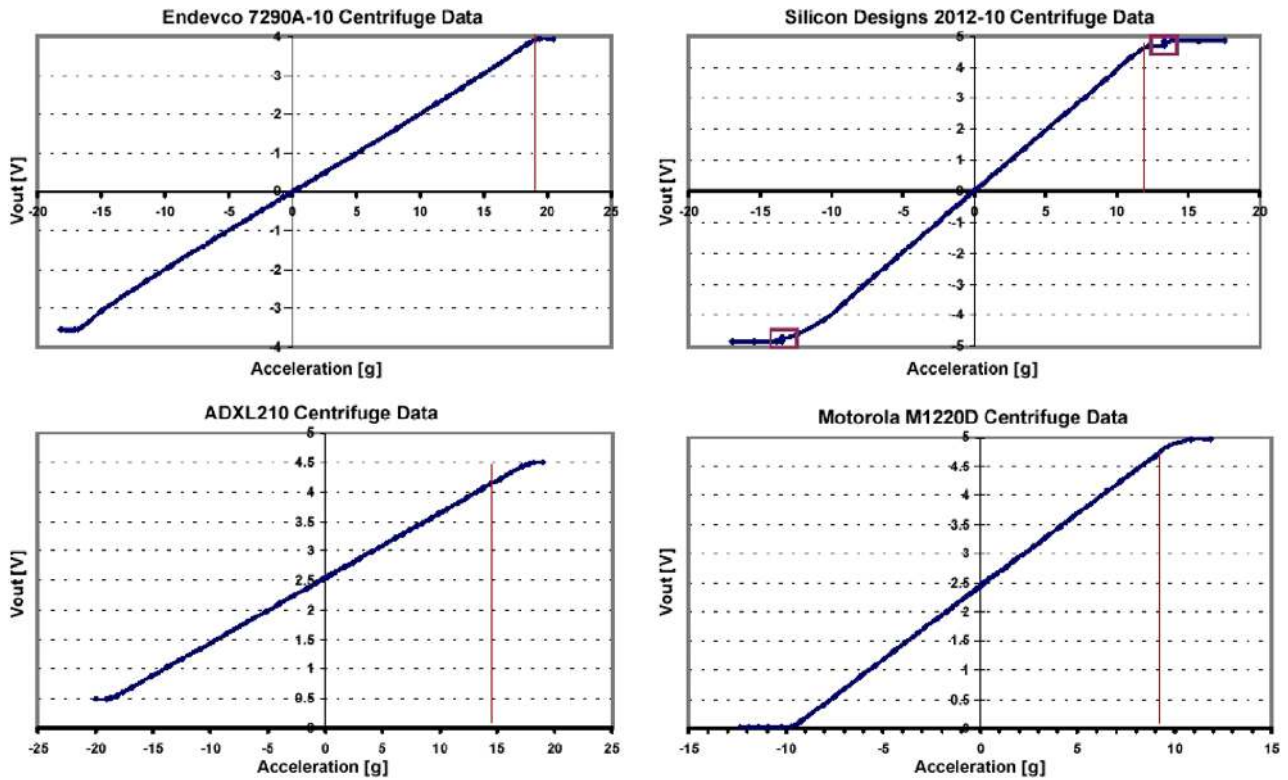 Endevco 7290A-10 Centrifuge Data
Vout [V]
4
3
2
1
0
-1
-2
-3
-4
-20 -15 -10 -5 0 5 10 15 20 25
Acceleration [g]
Silicon Designs 2012-10 Centrifuge Data
Vout [V]
5
4
3
2
1
0
-1
-2
-3
-4
-5
-20 -15 -10 -5 0 5 10 15 20
Acceleration [g]
ADXL210 Centrifuge Data
Vout [V]
5
4.5
4
3.5
3
2.5
2
1.5
1
0.5
0
-25 -20 -15 -10 -5 0 5 10 15 20 25
Acceleration [g]
Motorola M1220D Centrifuge Data
Vout [V]
5
4.5
4
3.5
3
2.5
2
1.5
1
0.5
0
-15 -10 -5 0 5 10 15
Acceleration [g]